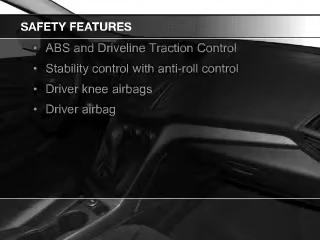 SAFETY FEATURES
• ABS and Driveline Traction Control
• Stability control with anti-roll control
• Driver knee airbags
• Driver airbag